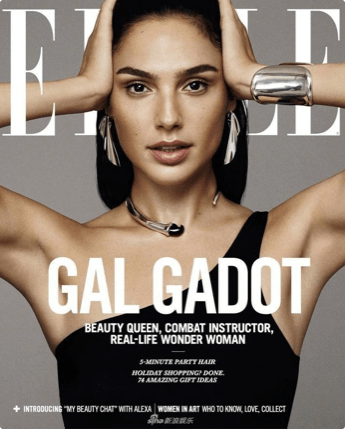 ELLE
GAL GADOT
BEAUTY QUEEN, COMBAT INSTRUCTOR,
REAL-LIFE WONDER WOMAN
5-MINUTE PARTY HAIR
HOLIDAY SHOPPING? DONE.
74 AMAZING GIFT IDEAS
+ INTRODUCING "MY BEAUTY CHAT" WITH ALEXA | WOMEN IN ART WHO TO KNOW, LOVE, COLLECT
sina 新浪娱乐